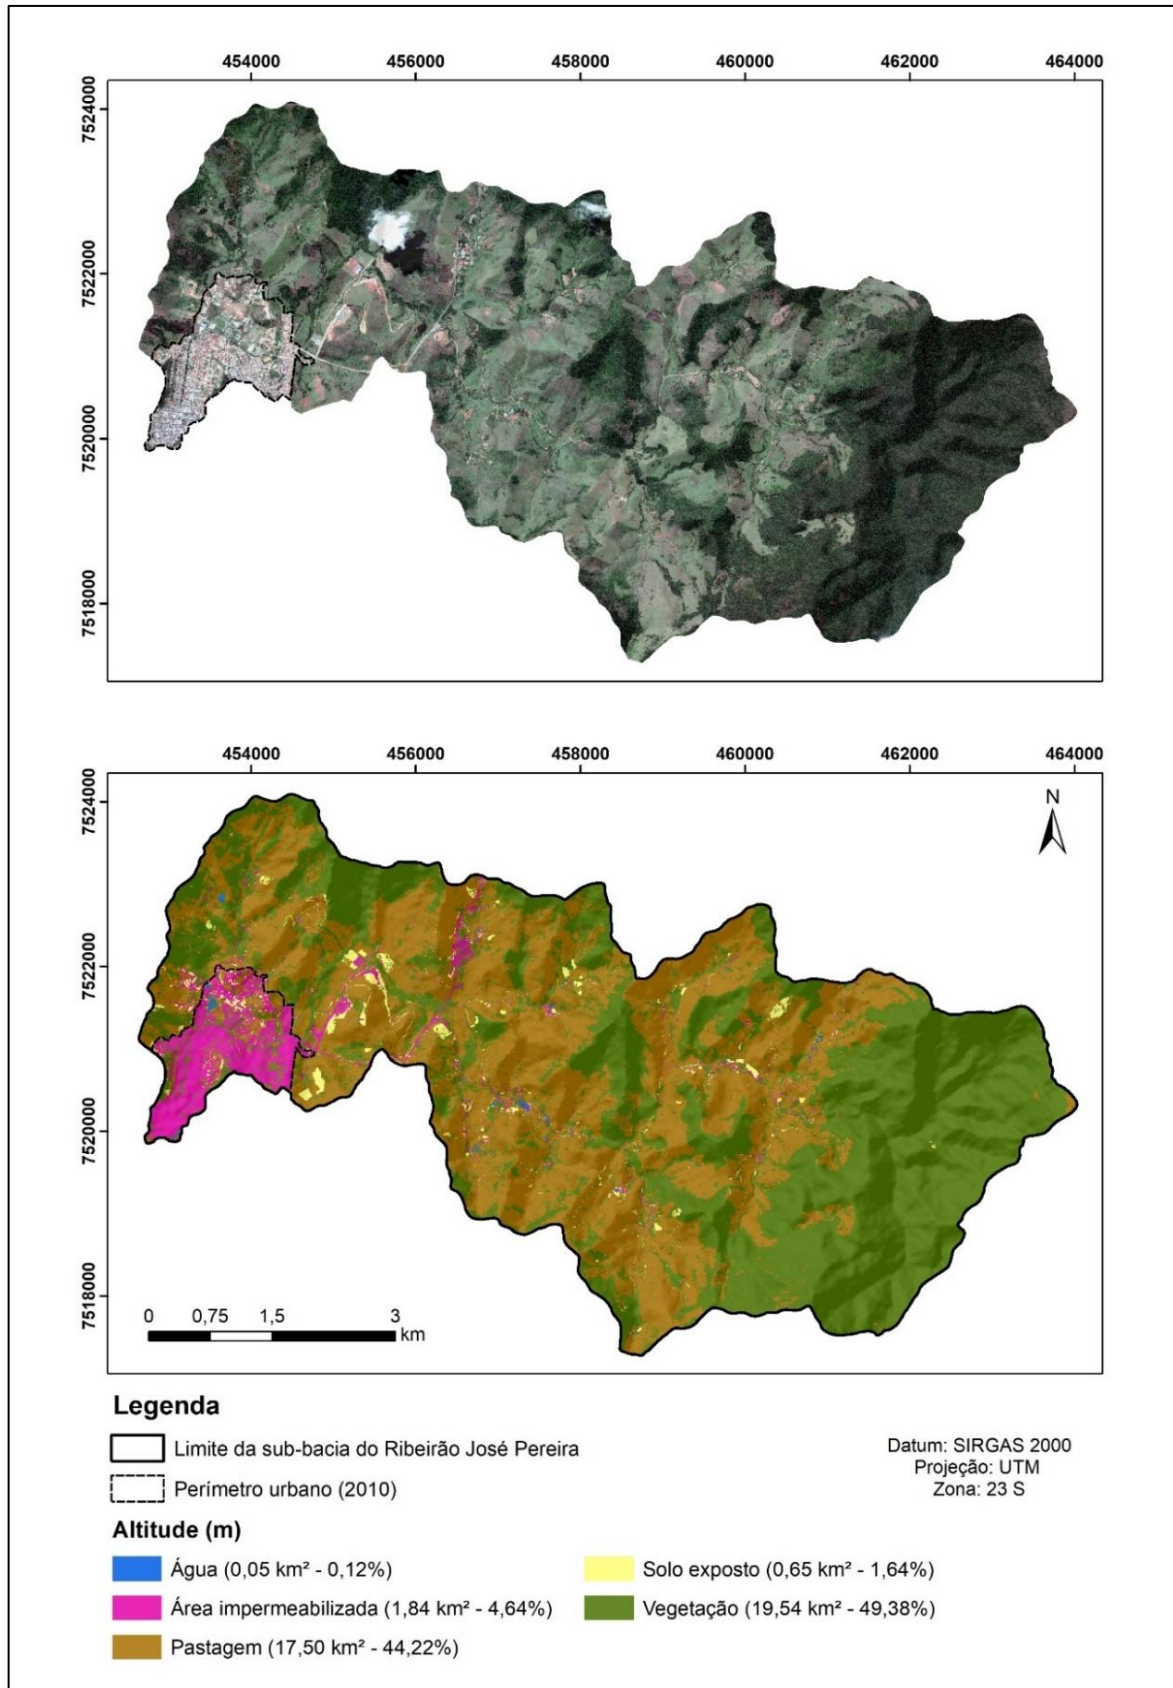 454000 456000 458000 460000 462000 464000
7524000
7522000
7520000
7518000
454000 456000 458000 460000 462000 464000
7524000
7522000
7520000
7518000
N
0 0,75 1,5 3
km
Legenda
Limite da sub-bacia do Ribeirão José Pereira
Perímetro urbano (2010)
Datum: SIRGAS 2000
Projeção: UTM
Zona: 23 S
Altitude (m)
Água (0,05 km² - 0,12%)
Área impermeabilizada (1,84 km² - 4,64%)
Pastagem (17,50 km² - 44,22%)
Solo exposto (0,65 km² - 1,64%)
Vegetação (19,54 km² - 49,38%)